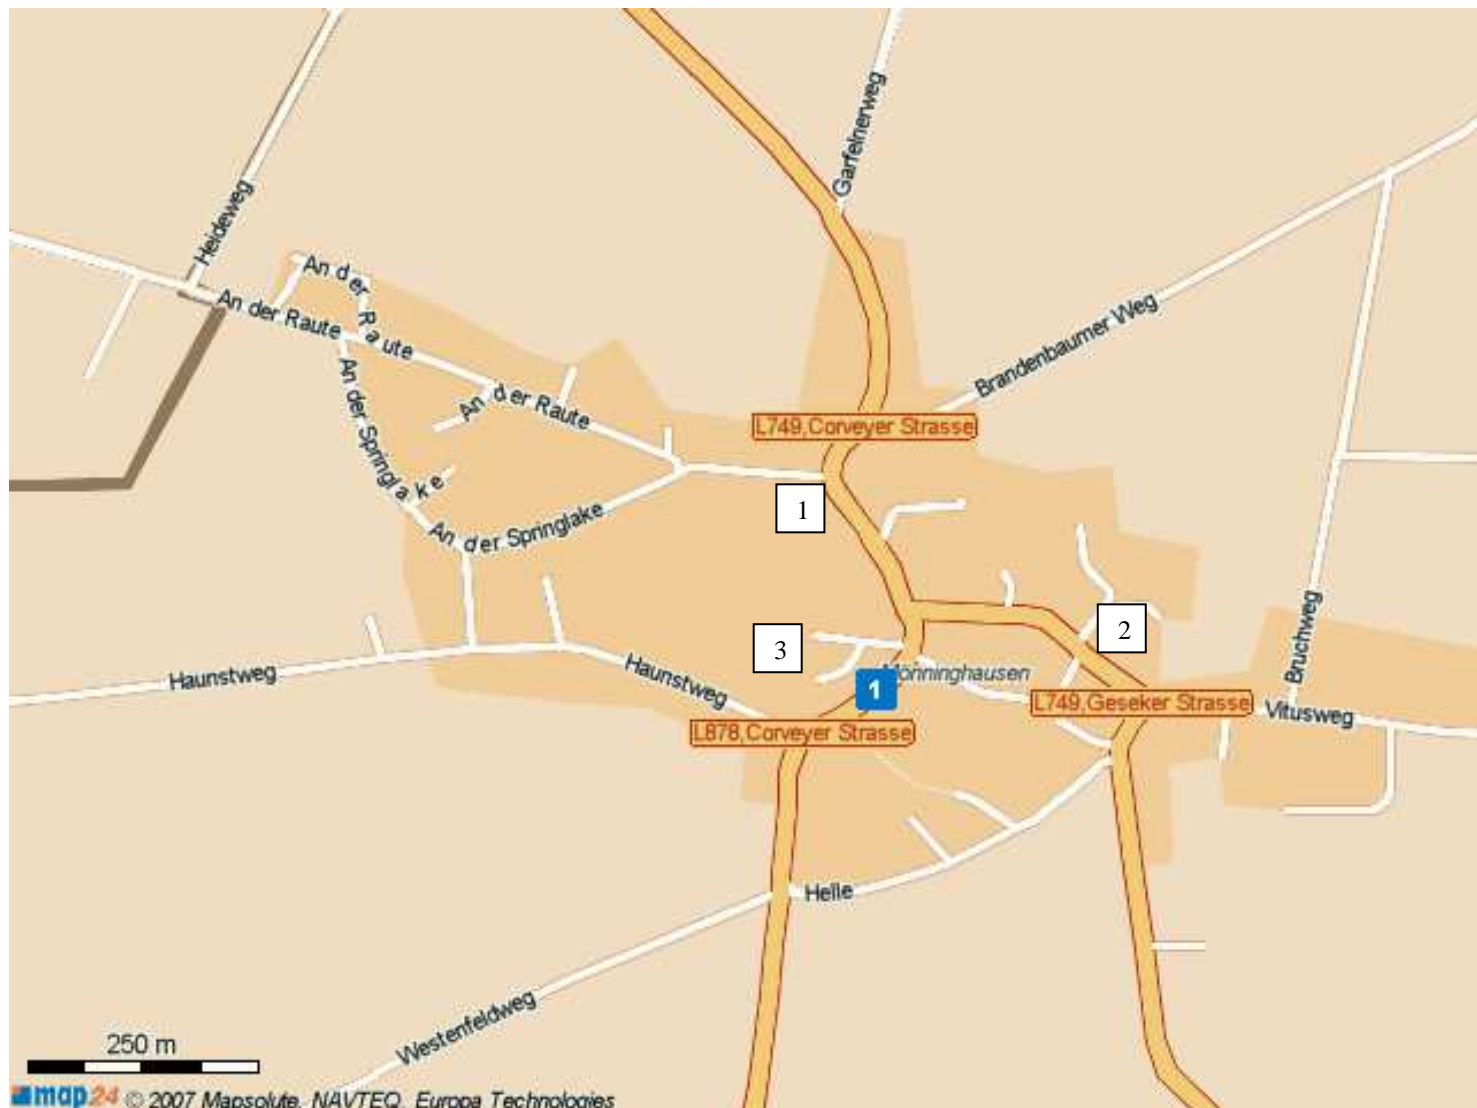 Garfelnerweg
Heideweg
An der Raute
An der Raute
Brandenbaumer Weg
An der Raute
L749,Corveyer Strasse
An der Springlake
An der Springlake
1
Bruchweg
2
3
Haunstweg
Haunstweg
1
Mönninghausen
L749,Geseker Strasse
Vitusweg
L878,Corveyer Strasse
Helle
Westenfeldweg
250 m
map24 © 2007 Mapsolute, NAVTEQ, Europa Technologies